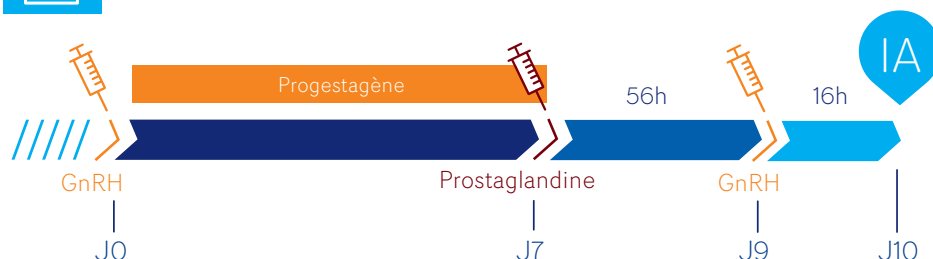 IA
Progestagène
56h
16h
GnRH
Prostaglandine
GnRH
J0
J7
J9
J10